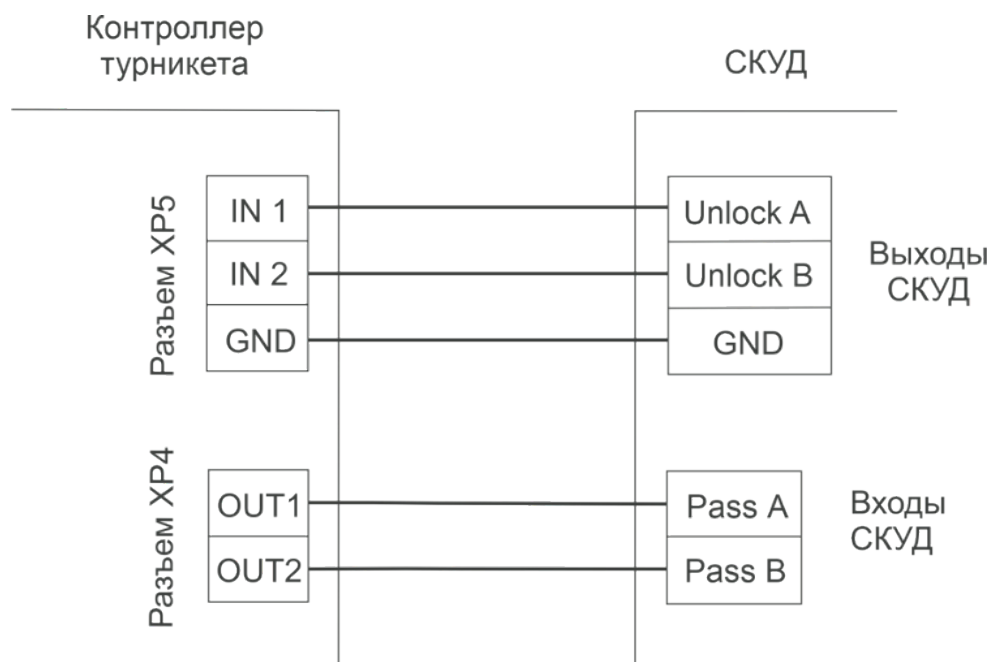 Контроллер
турникета
СКУД
Разъем XP5
IN 1
IN 2
GND
Unlock A
Unlock B
GND
Выходы
СКУД
Разъем XP4
OUT1
OUT2
Pass A
Pass B
Входы
СКУД